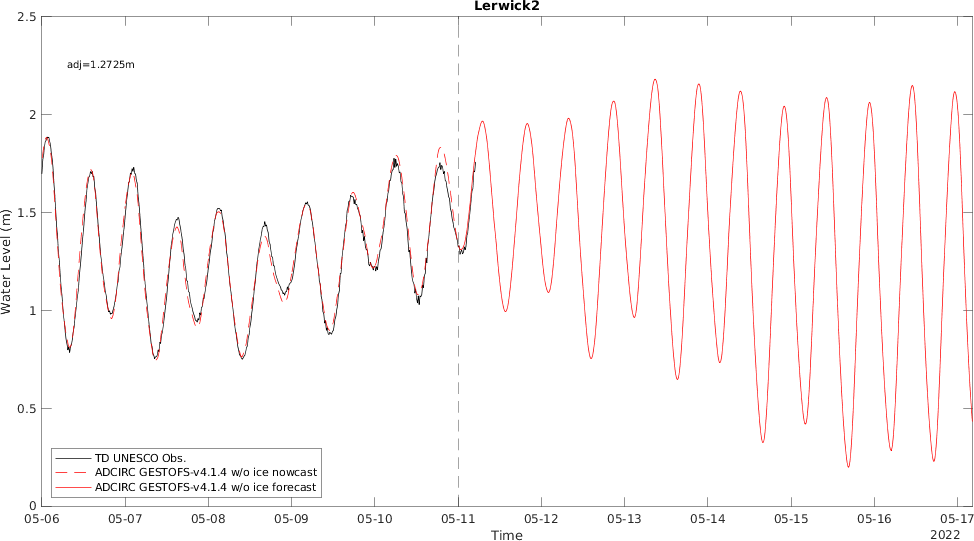 Lerwick2
2.5
2
1.5
1
0.5
0
Water Level (m)
adj=1.2725m
TD UNESCO Obs.
ADCIRC GESTOFS-v4.1.4 w/o ice nowcast
ADCIRC GESTOFS-v4.1.4 w/o ice forecast
05-06 05-07 05-08 05-09 05-10 05-11 05-12 05-13 05-14 05-15 05-16 05-17
Time
2022